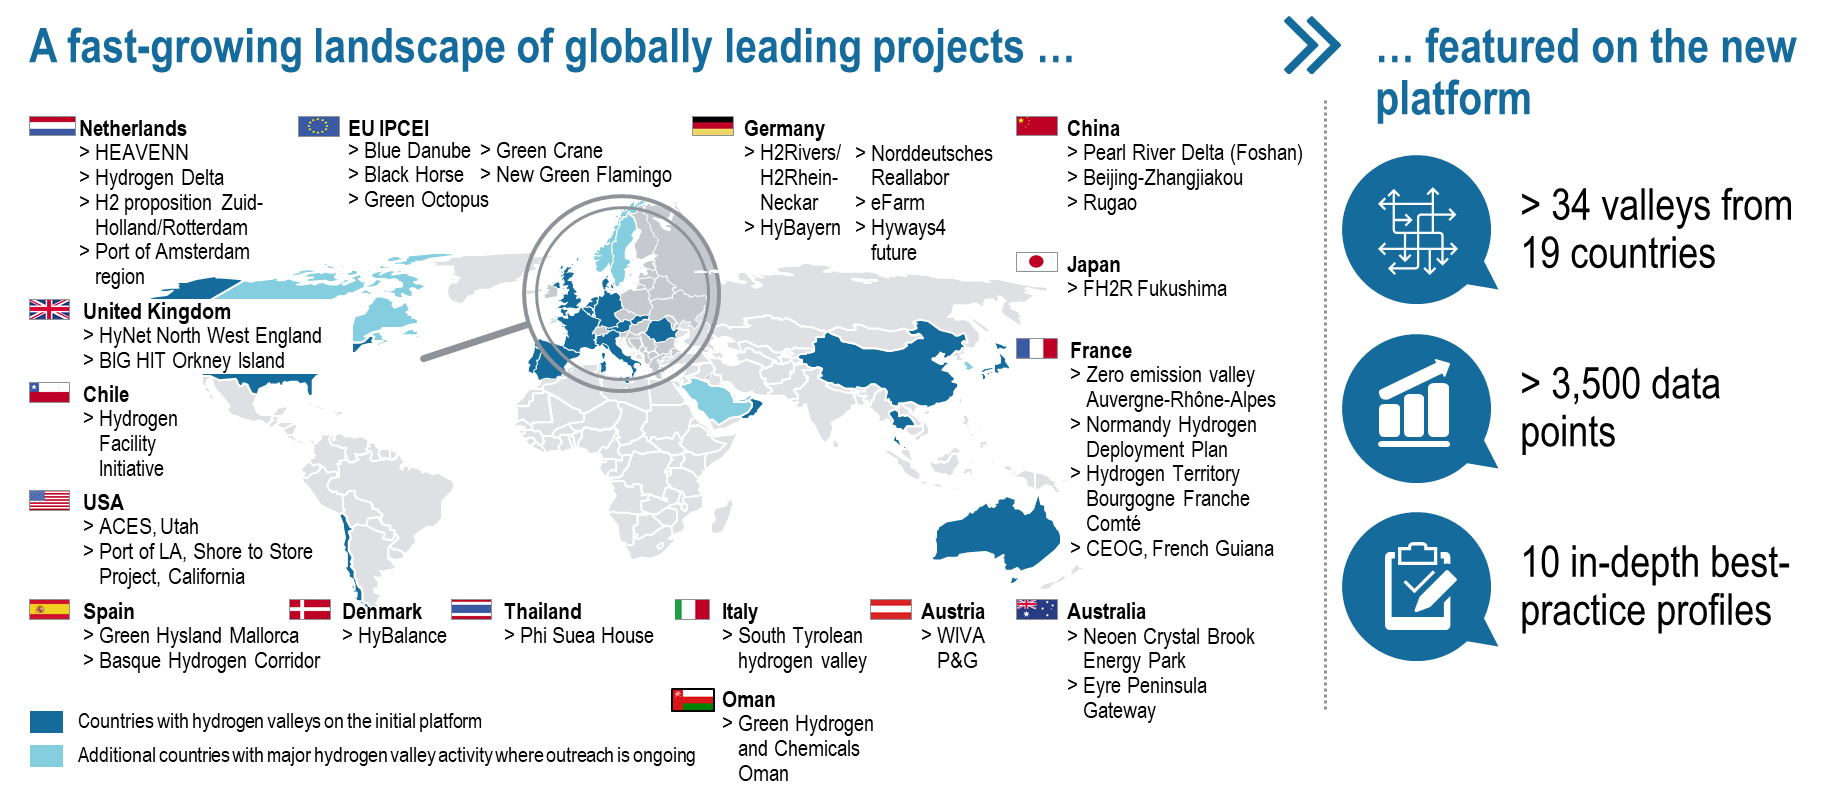 A fast-growing landscape of globally leading projects …
… featured on the new
platform
Netherlands
> HEAVENN
> Hydrogen Delta
> H2 proposition Zuid-
Holland/Rotterdam
> Port of Amsterdam
region
EU IPCEI
> Blue Danube > Green Crane
> Black Horse > New Green Flamingo
> Green Octopus
Germany
> H2Rivers/
H2Rhein-
Neckar
> HyBayern
> Norddeutsches
Reallabor
> eFarm
> Hyways4
future
China
> Pearl River Delta (Foshan)
> Beijing-Zhangjiakou
> Rugao
Japan
> FH2R Fukushima
United Kingdom
> HyNet North West England
> BIG HIT Orkney Island
Chile
> Hydrogen
Facility
Initiative
USA
> ACES, Utah
> Port of LA, Shore to Store
Project, California
France
> Zero emission valley
Auvergne-Rhône-Alpes
> Normandy Hydrogen
Deployment Plan
> Hydrogen Territory
Bourgogne Franche
Comté
> CEOG, French Guiana
Spain
> Green Hysland Mallorca
> Basque Hydrogen Corridor
Denmark
> HyBalance
Thailand
> Phi Suea House
Italy
> South Tyrolean
hydrogen valley
Austria
> WIVA
P&G
Australia
> Neoen Crystal Brook
Energy Park
> Eyre Peninsula
Gateway
Oman
> Green Hydrogen
and Chemicals
Oman
Countries with hydrogen valleys on the initial platform
Additional countries with major hydrogen valley activity where outreach is ongoing
> 34 valleys from
19 countries
> 3,500 data
points
10 in-depth best-
practice profiles